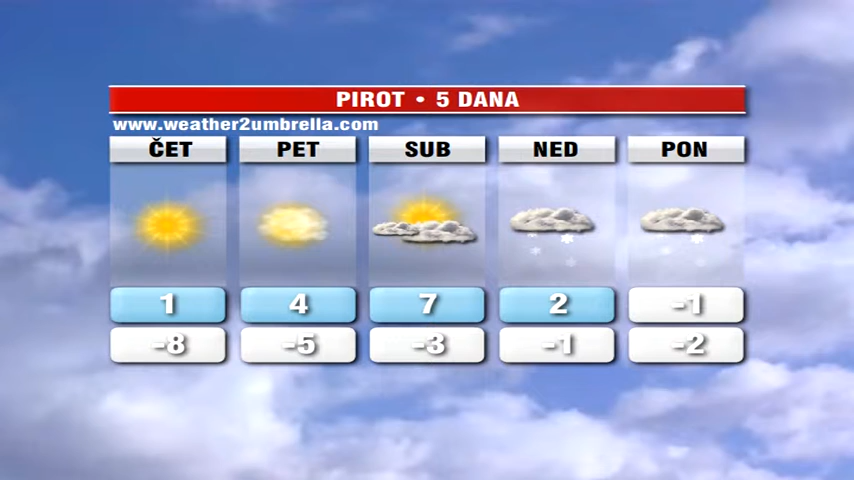 PIROT • 5 DANA
www.weather2umbrella.com
ČET PET SUB NED PON
1 4 7 2 -1
-8 -5 -3 -1 -2